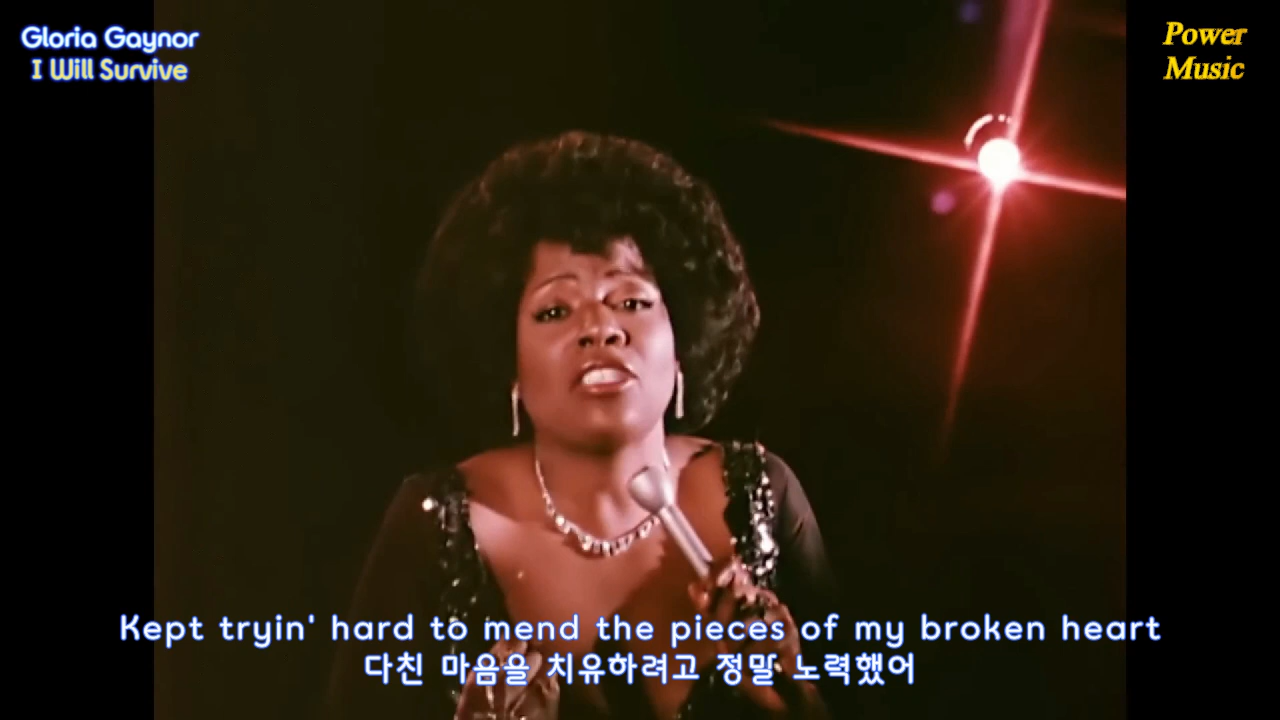 Gloria Gaynor
I Will Survive
Power
Music
Kept tryin' hard to mend the pieces of my broken heart
다친 마음을 치유하려고 정말 노력했어